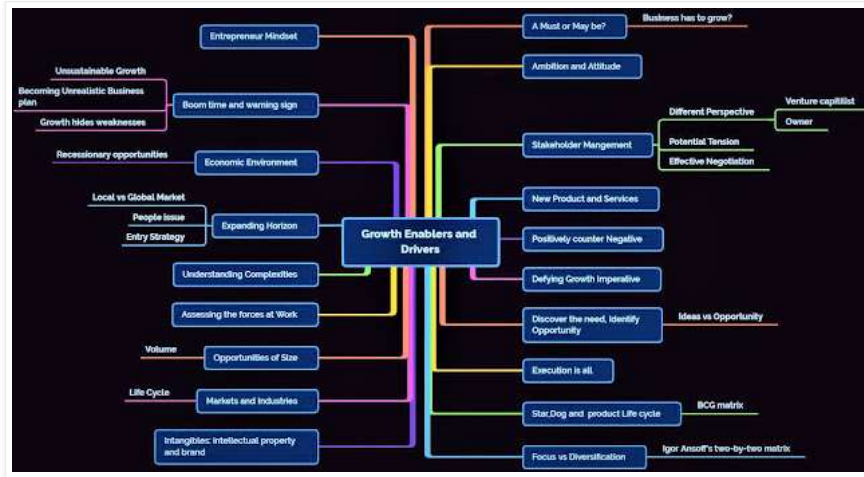 Entrepreneur Mindset
Unsustainable Growth
Becoming Unrealistic Business
plan
Growth hides weaknesses
Boom time and warning sign
Recessionary opportunities
Economic Environment
Local vs Global Market
People issue
Entry Strategy
Expanding Horizon
Understanding Complexities
Assessing the forces at Work
Volume
Opportunities of Size
Life Cycle
Markets and Industries
Intangibles: intellectual property
and brand
Growth Enablers and
Drivers
A Must or May be?
Business has to grow?
Ambition and Attitude
Stakeholder Mangement
Different Perspective
Venture capitilist
Owner
Potential Tension
Effective Negotiation
New Product and Services
Positively counter Negative
Defying Growth Imperative
Discover the need, Identify
Opportunity
Ideas vs Opportunity
Execution is all
Star,Dog and product Life cycle
BCG matrix
Focus vs Diversification
Igor Ansoff's two-by-two matrix